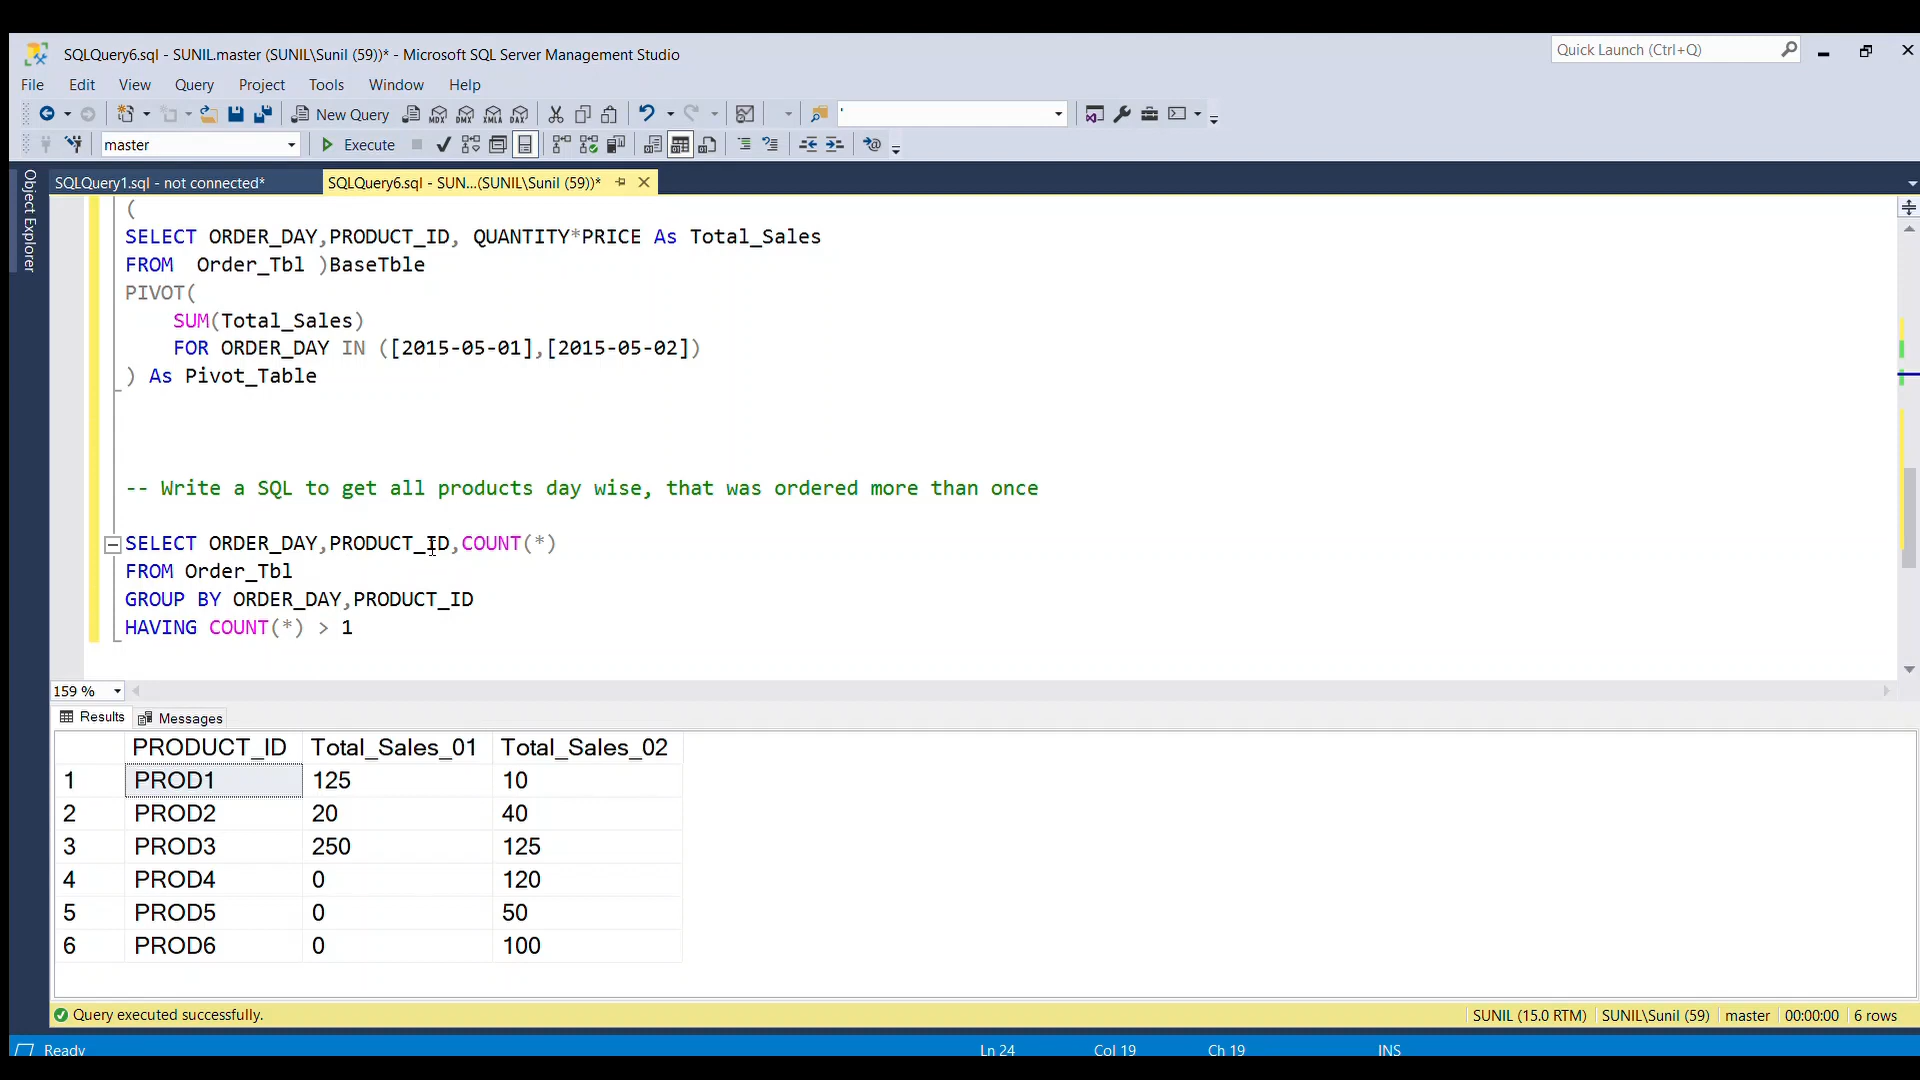 SQLQuery6.sql - SUNIL.master (SUNIL\Sunil (59))* - Microsoft SQL Server Management Studio
Quick Launch (Ctrl+Q)
File Edit View Query Project Tools Window Help
New Query MDX DMX XMLA DAX '
master Execute
Object Explorer
SQLQuery1.sql - not connected* SQLQuery6.sql - SUN...(SUNIL\Sunil (59))*
(
SELECT ORDER_DAY,PRODUCT_ID, QUANTITY*PRICE As Total_Sales
FROM  Order_Tbl )BaseTble
PIVOT(
SUM(Total_Sales)
FOR ORDER_DAY IN ([2015-05-01],[2015-05-02])
) As Pivot_Table
-- Write a SQL to get all products day wise, that was ordered more than once
SELECT ORDER_DAY,PRODUCT_ID,COUNT(*)
FROM Order_Tbl
GROUP BY ORDER_DAY,PRODUCT_ID
HAVING COUNT(*) > 1
159 %
Results Messages
PRODUCT_ID Total_Sales_01 Total_Sales_02
1 PROD1 125 10
2 PROD2 20 40
3 PROD3 250 125
4 PROD4 0 120
5 PROD5 0 50
6 PROD6 0 100
Query executed successfully. SUNIL (15.0 RTM) SUNIL\Sunil (59) master 00:00:00 6 rows
Ready Ln 24 Col 19 Ch 19 INS